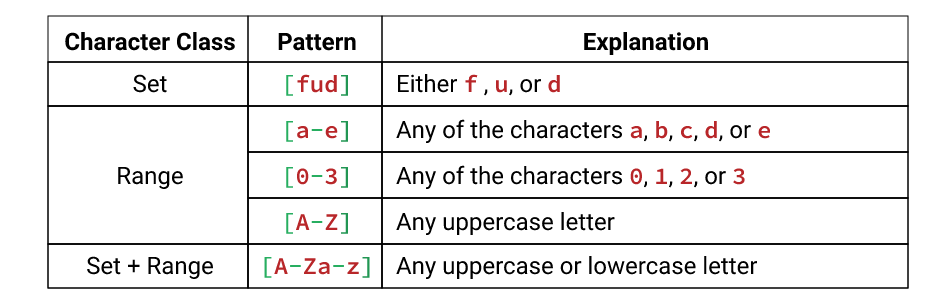 Character Class Pattern Explanation
Set [fud] Either f , u, or d
[a-e] Any of the characters a, b, c, d, or e
Range [0-3] Any of the characters 0, 1, 2, or 3
[A-Z] Any uppercase letter
Set + Range [A-Za-z] Any uppercase or lowercase letter